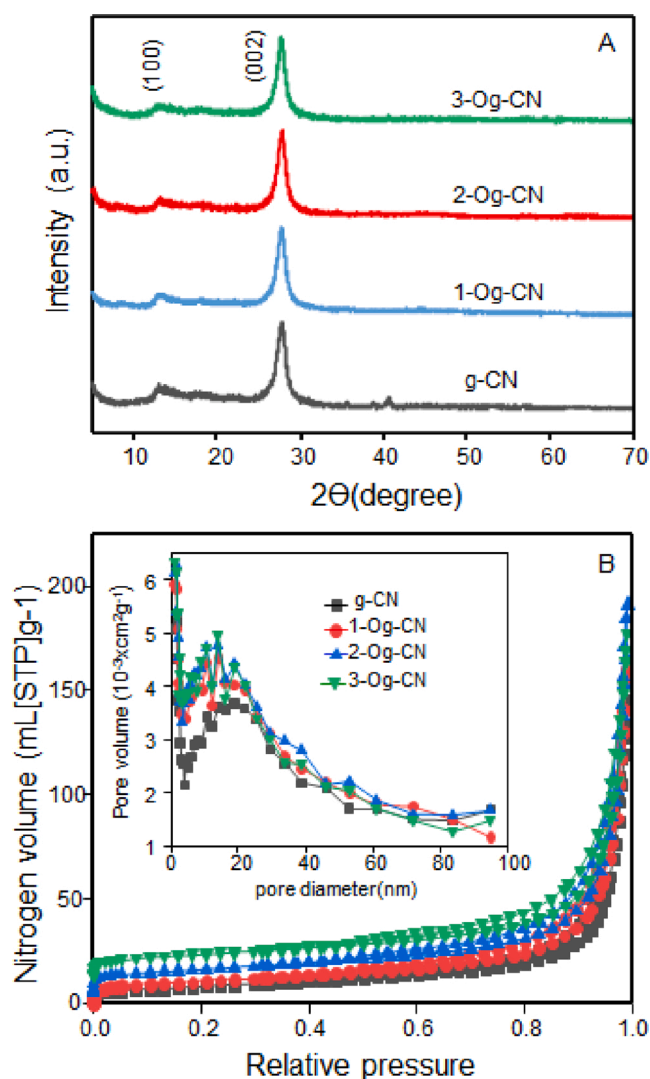 A
(100)
(002)
3-Og-CN
2-Og-CN
1-Og-CN
g-CN
Intensity (a.u.)
10 20 30 40 50 60 70
2Θ(degree)
B
200
150
100
50
0
Nitrogen volume (mL[STP]g-1)
6
5
4
3
2
1
Pore volume (10-³xcm²g¹)
g-CN
1-Og-CN
2-Og-CN
3-Og-CN
0 20 40 60 80 100
pore diameter(nm)
0.0 0.2 0.4 0.6 0.8 1.0
Relative pressure